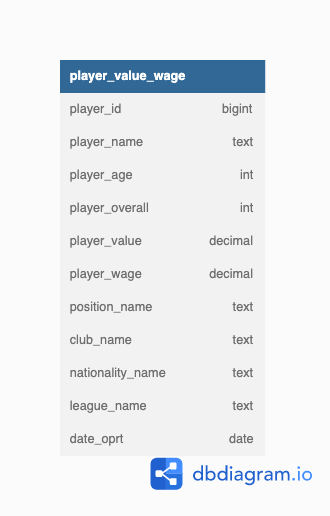 player_value_wage
player_id bigint
player_name text
player_age int
player_overall int
player_value decimal
player_wage decimal
position_name text
club_name text
nationality_name text
league_name text
date_oprt date
dbdiagram.io